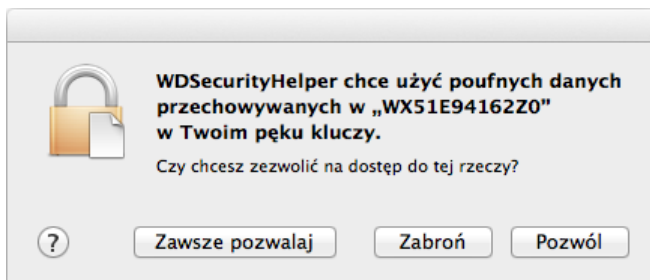 WDSecurityHelper chce użyć poufnych danych
przechowywanych w „WX51E94162Z0”
w Twoim pęku kluczy.
Czy chcesz zezwolić na dostęp do tej rzeczy?
? Zawsze pozwalaj Zabroń Pozwól